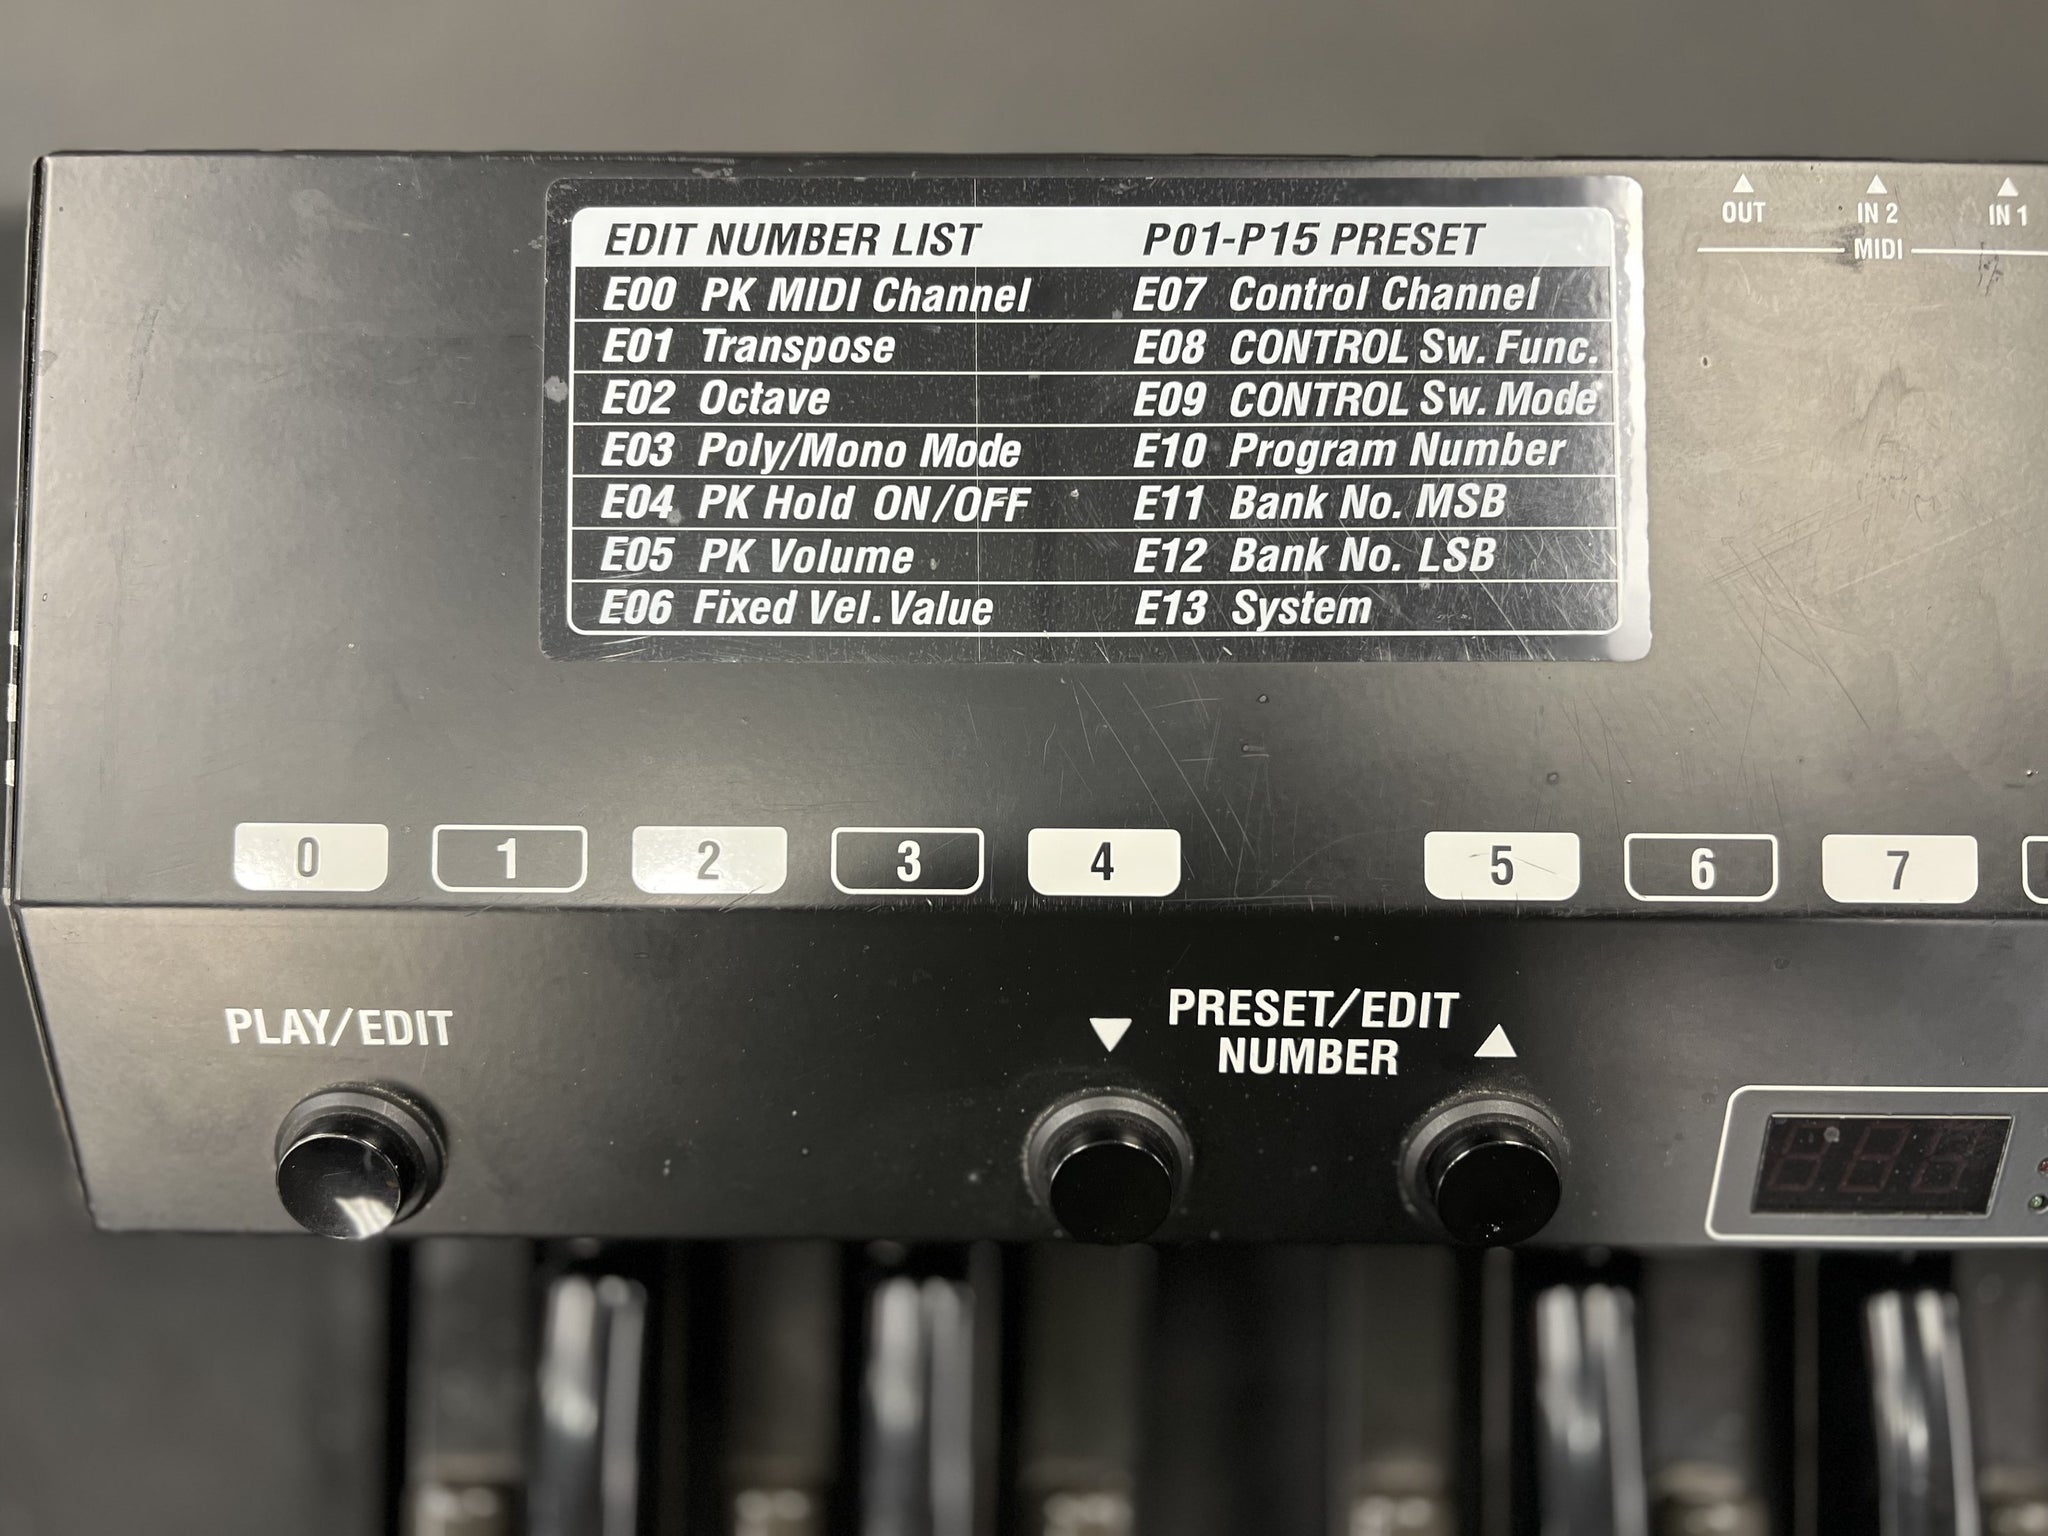 OUT IN 2 IN 1
MIDI
EDIT NUMBER LIST P01-P15 PRESET
E00 PK MIDI Channel E07 Control Channel
E01 Transpose E08 CONTROL Sw. Func.
E02 Octave E09 CONTROL Sw. Mode
E03 Poly/Mono Mode E10 Program Number
E04 PK Hold ON/OFF E11 Bank No. MSB
E05 PK Volume E12 Bank No. LSB
E06 Fixed Vel. Value E13 System
0 1 2 3 4 5 6 7
PLAY/EDIT
PRESET/EDIT
NUMBER